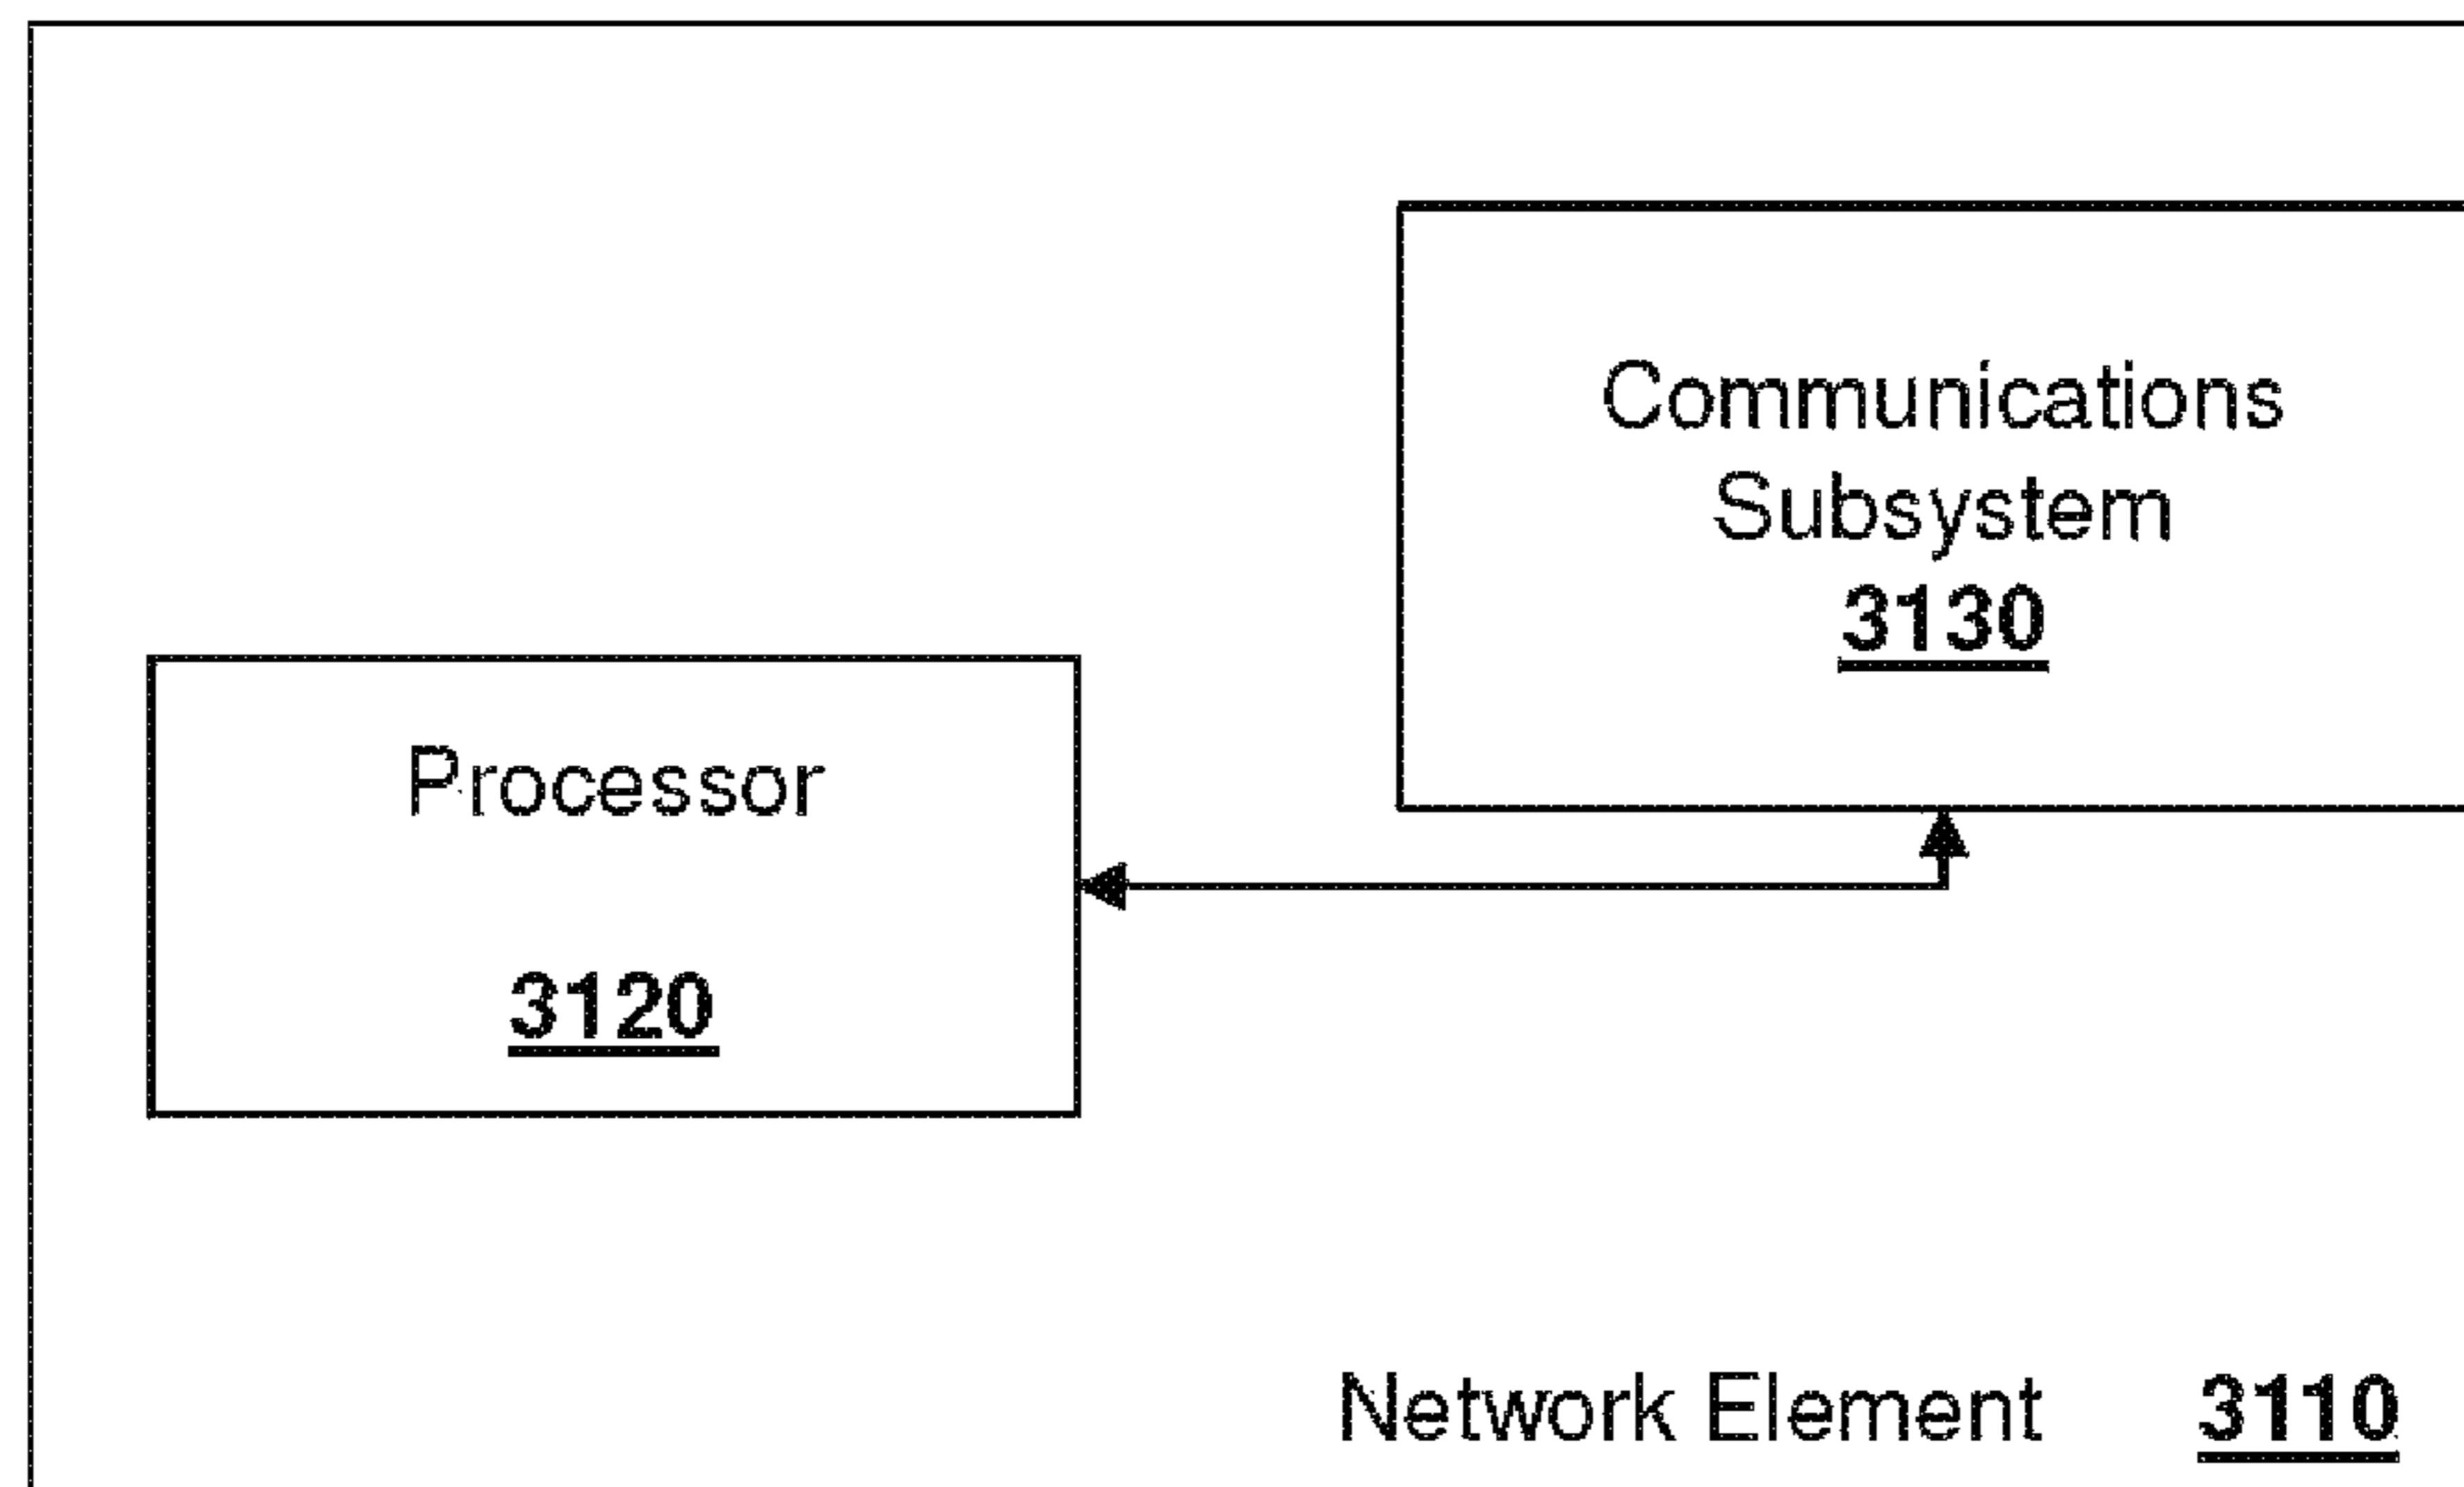 Communications
Subsystem
3130
Processor
3120
Network Element 3110